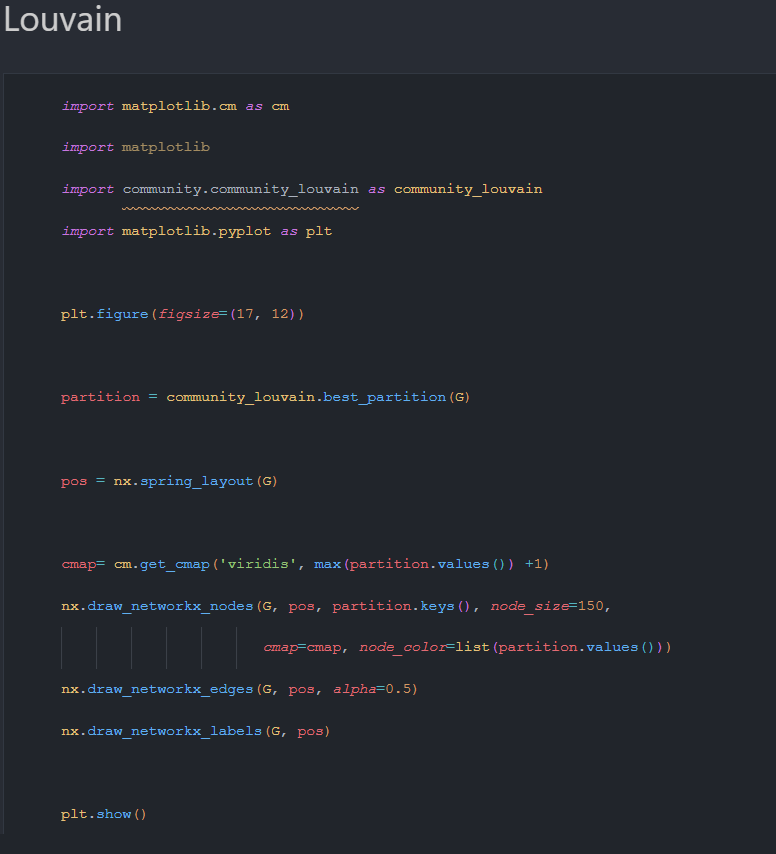 Louvain
import matplotlib.cm as cm
import matplotlib
import community.community_louvain as community_louvain
import matplotlib.pyplot as plt
plt.figure(figsize=(17, 12))
partition = community_louvain.best_partition(G)
pos = nx.spring_layout(G)
cmap= cm.get_cmap('viridis', max(partition.values()) +1)
nx.draw_networkx_nodes(G, pos, partition.keys(), node_size=150,
cmap=cmap, node_color=list(partition.values()))
nx.draw_networkx_edges(G, pos, alpha=0.5)
nx.draw_networkx_labels(G, pos)
plt.show()